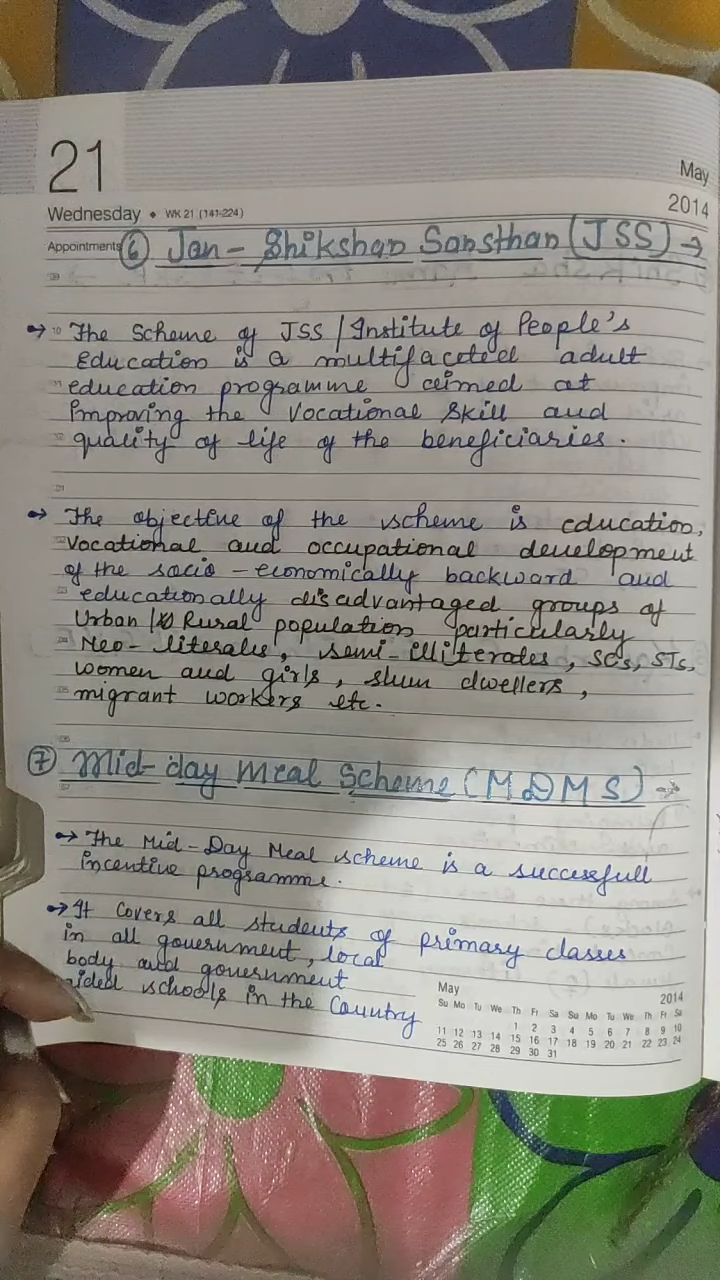 21
May
2014
Wednesday • WK 21 (141-224)
Appointments
⑥ Jan - Shikshan Sansthan (JSS) →
→ The Scheme of JSS / Institute of People's
Education is a multifaceted adult
education programme aimed at
improving the vocational skill and
quality of life of the beneficiaries.
→ The objective of the scheme is education,
Vocational and occupational development
of the socio - economically backward and
educationally disadvantaged groups of
Urban / Rural population particularly
Neo - literates, semi - illiterates, SCs, STs,
women and girls, slum dwellers,
migrant workers etc.
⑦ Mid-day Meal Scheme (MDMS) →
→ The Mid-Day Meal scheme is a successfull
incentive programme.
→ It covers all students of primary classes
in all government, local
body and government
aided schools in the Country
May 2014
Su Mo Tu We Th Fr Sa Su Mo Tu We Th Fr Sa
1 2 3 4 5 6 7 8 9 10
11 12 13 14 15 16 17 18 19 20 21 22 23 24
25 26 27 28 29 30 31